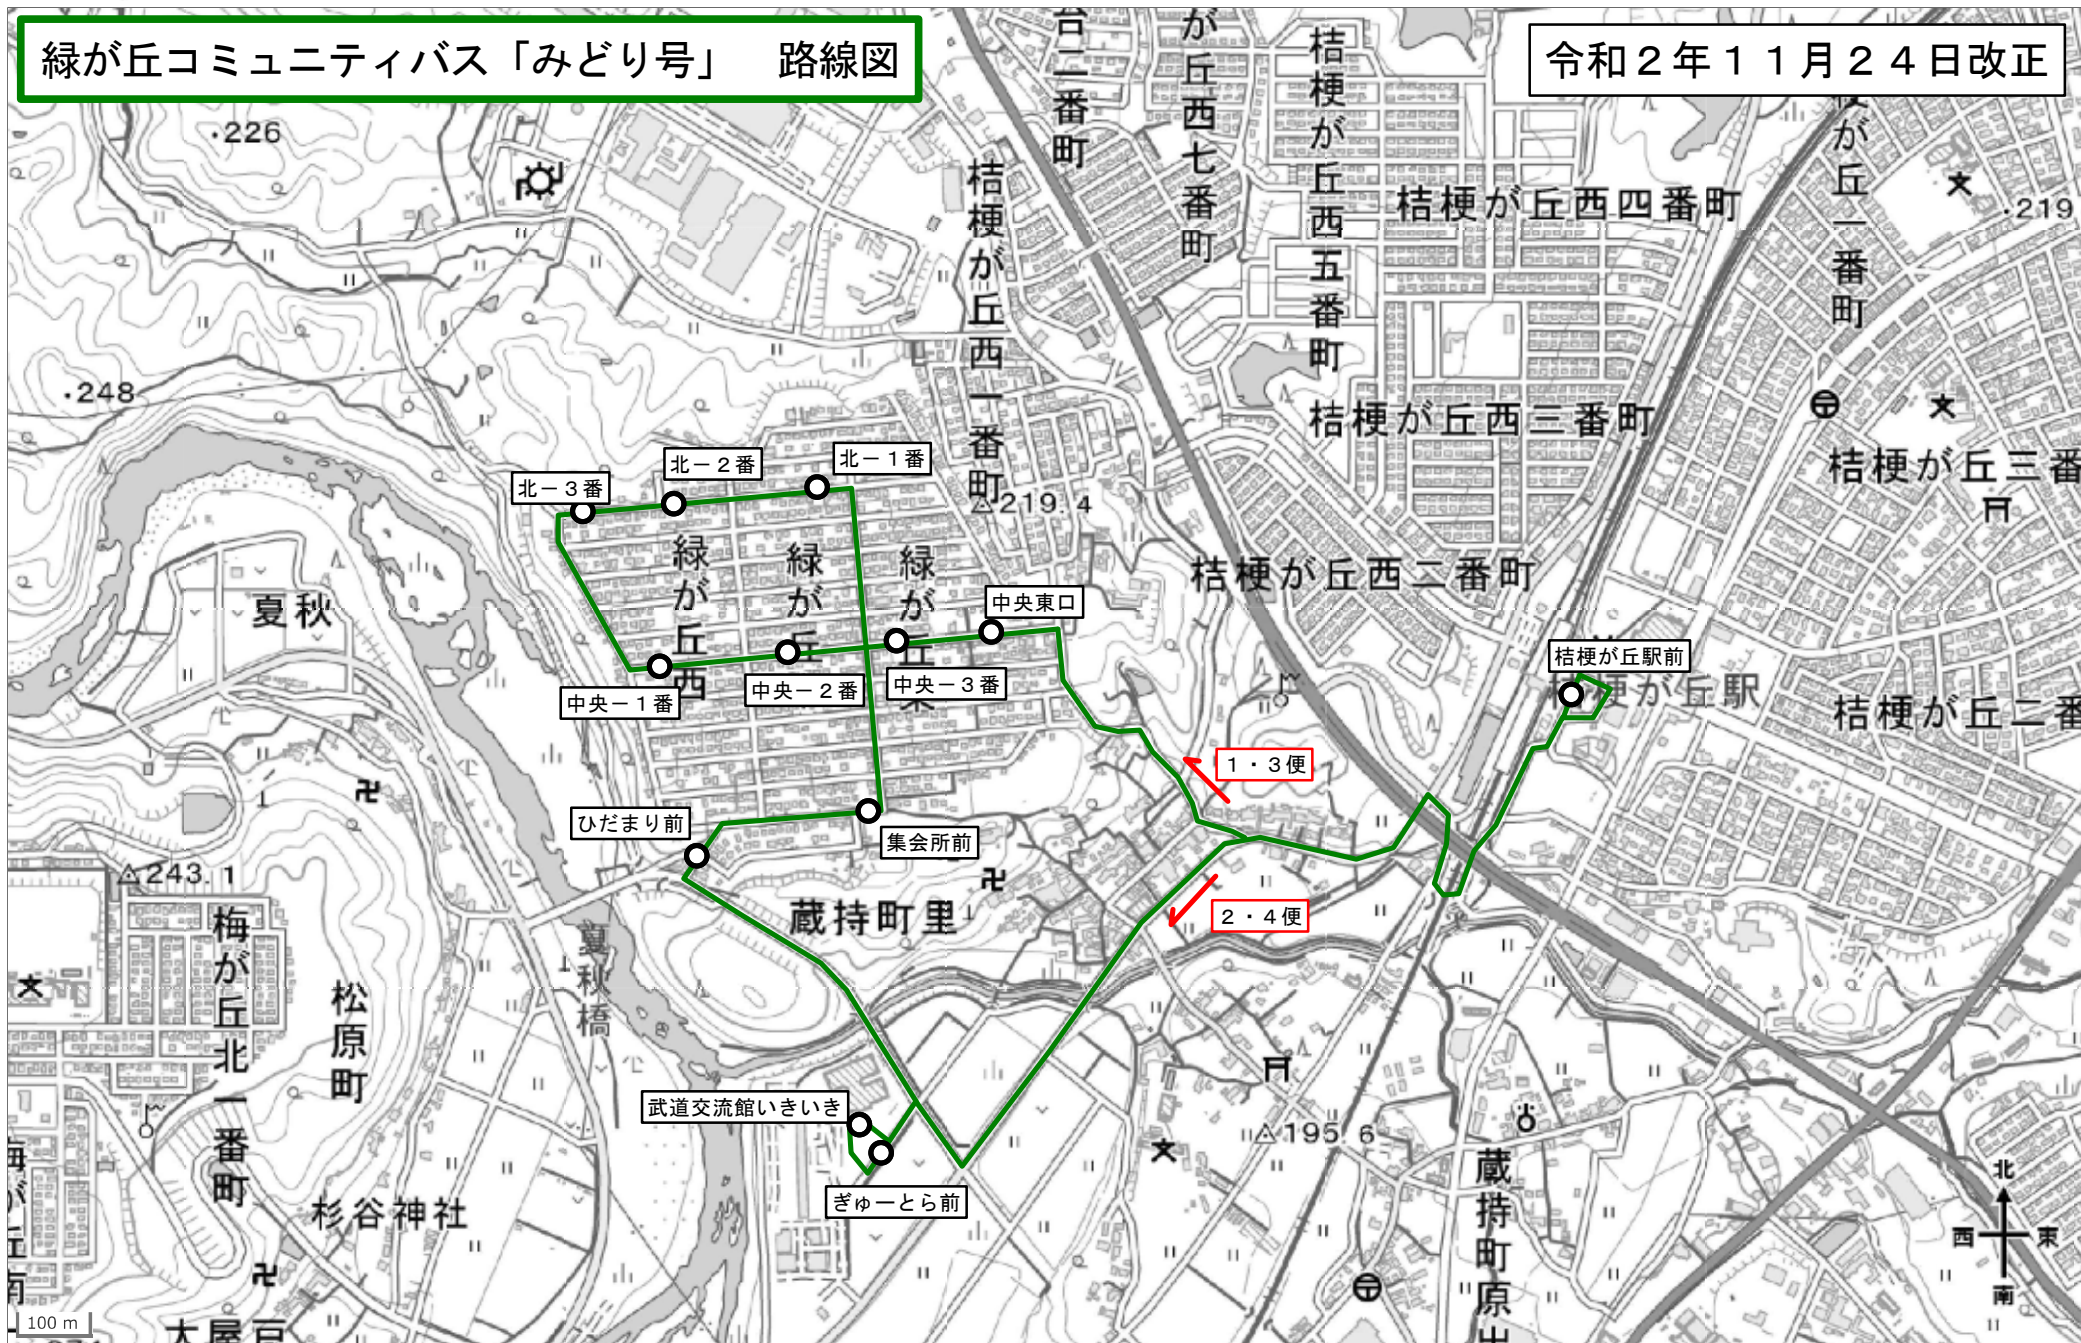 緑が丘コミュニティバス「みどり号」　路線図
令和２年１１月２４日改正
台二番町
が丘西七番町
桔梗が丘西五番町
桔梗が丘西四番町
梗が丘一番町
・226
・219
桔梗が丘西一番町
・248
桔梗が丘西三番町
桔梗が丘三番
北－１番
北－２番
北－３番
219.4
緑が丘西
緑が丘
緑が丘東
桔梗が丘西二番町
夏秋
中央東口
桔梗が丘駅前
桔梗が丘駅
桔梗が丘二番
中央－１番
中央－２番
中央－３番
１・３便
ひだまり前
集会所前
243.1
蔵持町里
２・４便
梅が丘北一番町
松原町
夏秋橋
武道交流館いきいき
195.6
ぎゅーとら前
杉谷神社
蔵持町原出
梅が丘南
大屋戸
北
西
東
南
100 m